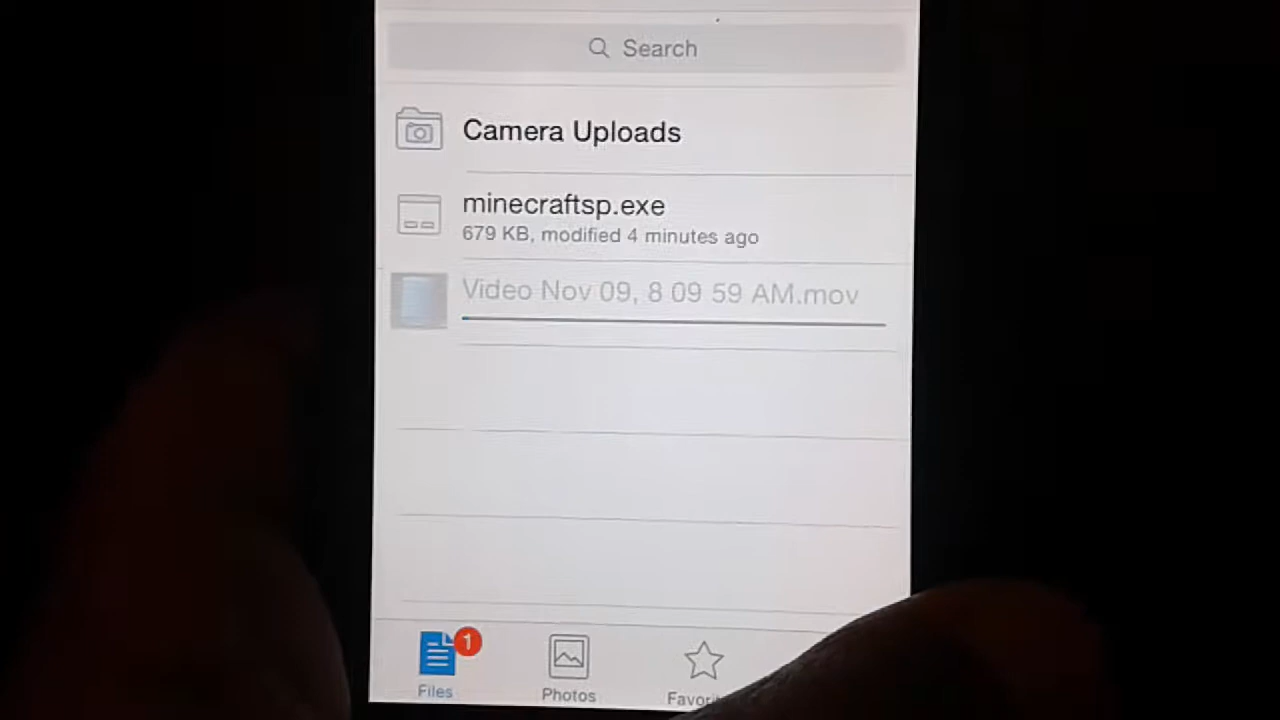 Search
Camera Uploads
minecraftsp.exe
679 KB, modified 4 minutes ago
Video Nov 09, 8 09 59 AM.mov
1
Files
Photos